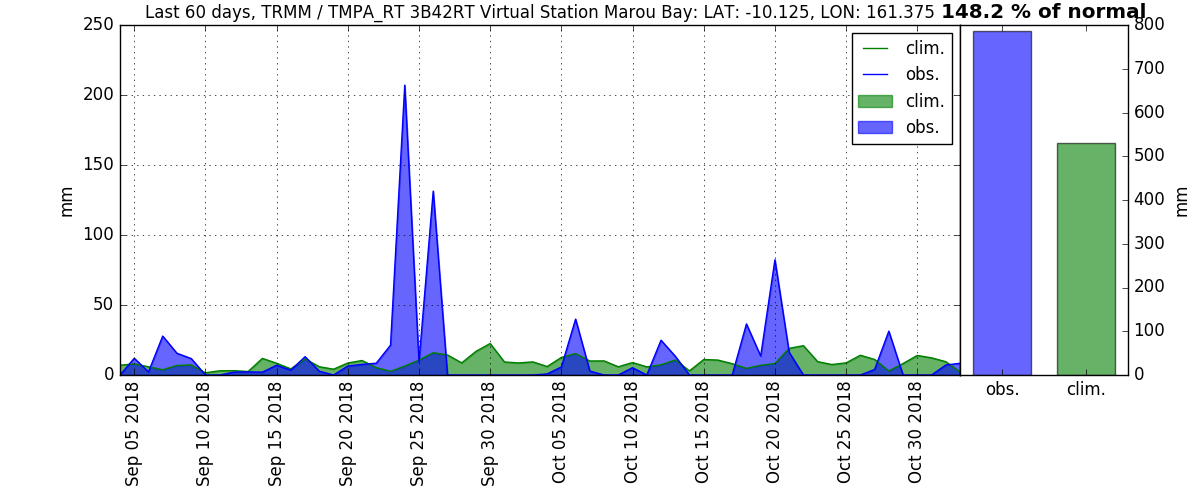 Last 60 days, TRMM / TMPA_RT 3B42RT Virtual Station Marou Bay: LAT: -10.125, LON: 161.375 148.2 % of normal
250
200
150
100
50
0
mm
clim.
obs.
clim.
obs.
Sep 05 2018
Sep 10 2018
Sep 15 2018
Sep 20 2018
Sep 25 2018
Sep 30 2018
Oct 05 2018
Oct 10 2018
Oct 15 2018
Oct 20 2018
Oct 25 2018
Oct 30 2018
800
700
600
500
400
300
200
100
0
mm
obs.
clim.